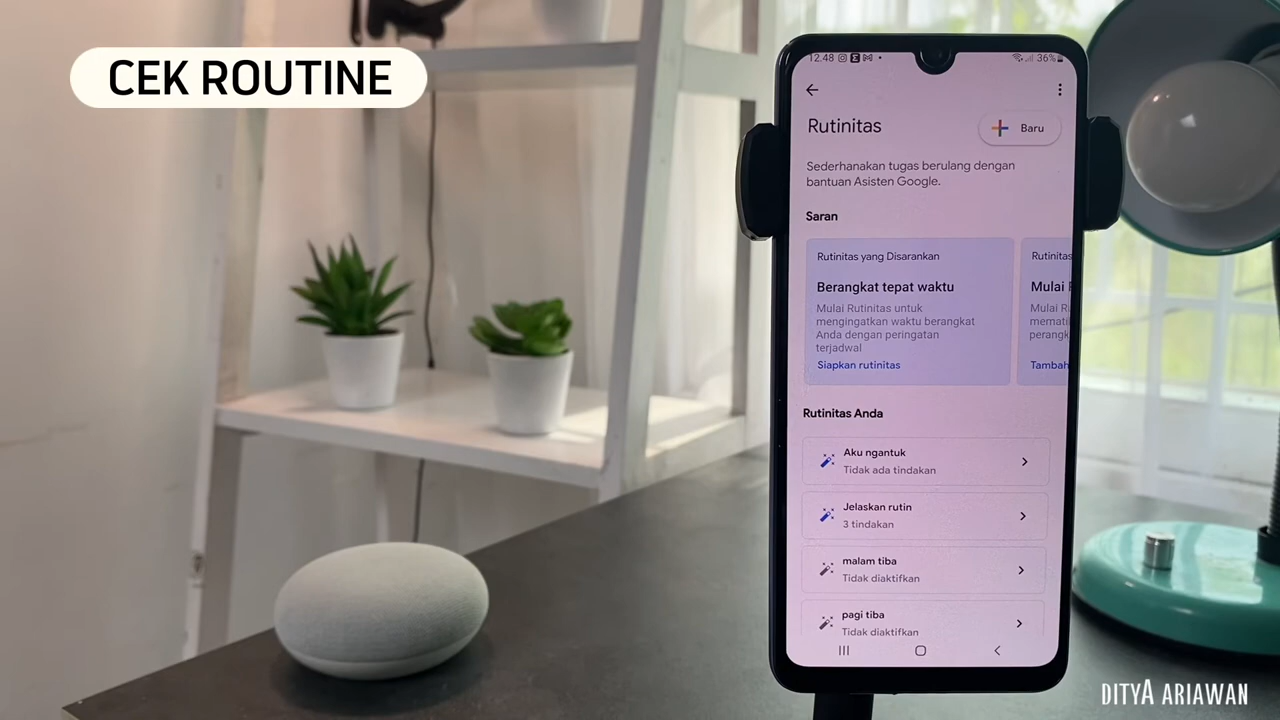 CEK ROUTINE
12.48
36%
Rutinitas
Baru
Sederhanakan tugas berulang dengan
bantuan Asisten Google.
Saran
Rutinitas yang Disarankan
Berangkat tepat waktu
Mulai Rutinitas untuk
mengingatkan waktu berangkat
Anda dengan peringatan
terjadwal
Siapkan rutinitas
Rutinitas
Mulai
Mulai R
memati
perangk
Tambah
Rutinitas Anda
Aku ngantuk
Tidak ada tindakan
Jelaskan rutin
3 tindakan
malam tiba
Tidak diaktifkan
pagi tiba
Tidak diaktifkan
DITYA ARIAWAN